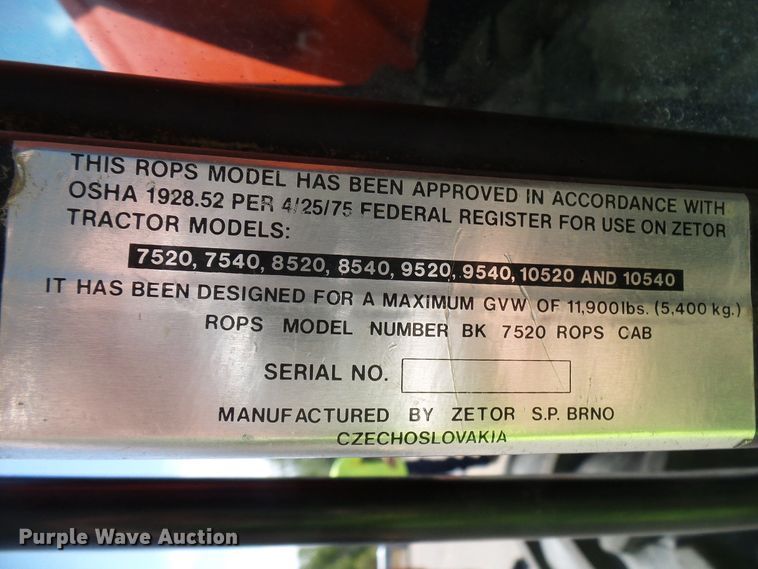 THIS ROPS MODEL HAS BEEN APPROVED IN ACCORDANCE WITH
OSHA 1928.52 PER 4/25/75 FEDERAL REGISTER FOR USE ON ZETOR
TRACTOR MODELS:
7520, 7540, 8520, 8540, 9520, 9540, 10520 AND 10540
IT HAS BEEN DESIGNED FOR A MAXIMUM GVW OF 11,900lbs. (5,400 kg.)
ROPS MODEL NUMBER BK 7520 ROPS CAB
SERIAL NO.
MANUFACTURED BY ZETOR S.P. BRNO
CZECHOSLOVAKIA
Purple Wave Auction